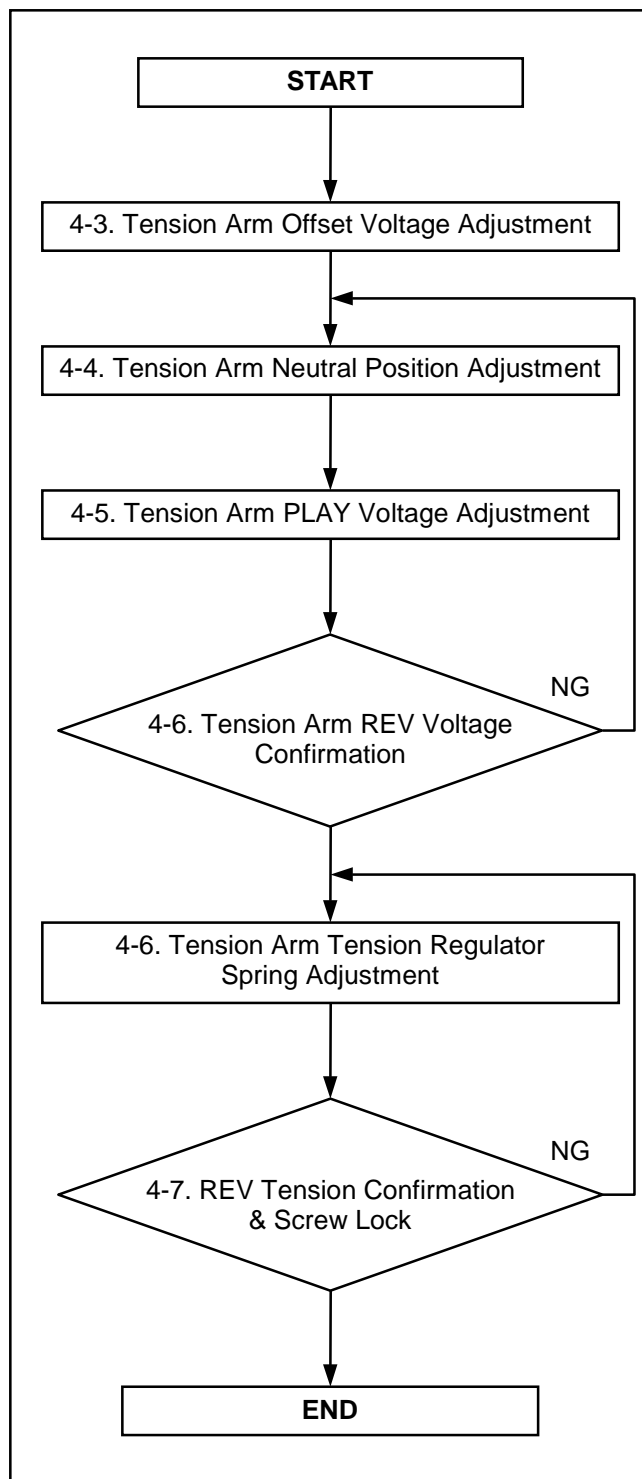 START
4-3. Tension Arm Offset Voltage Adjustment
4-4. Tension Arm Neutral Position Adjustment
4-5. Tension Arm PLAY Voltage Adjustment
NG
4-6. Tension Arm REV Voltage
Confirmation
4-6. Tension Arm Tension Regulator
Spring Adjustment
NG
4-7. REV Tension Confirmation
& Screw Lock
END